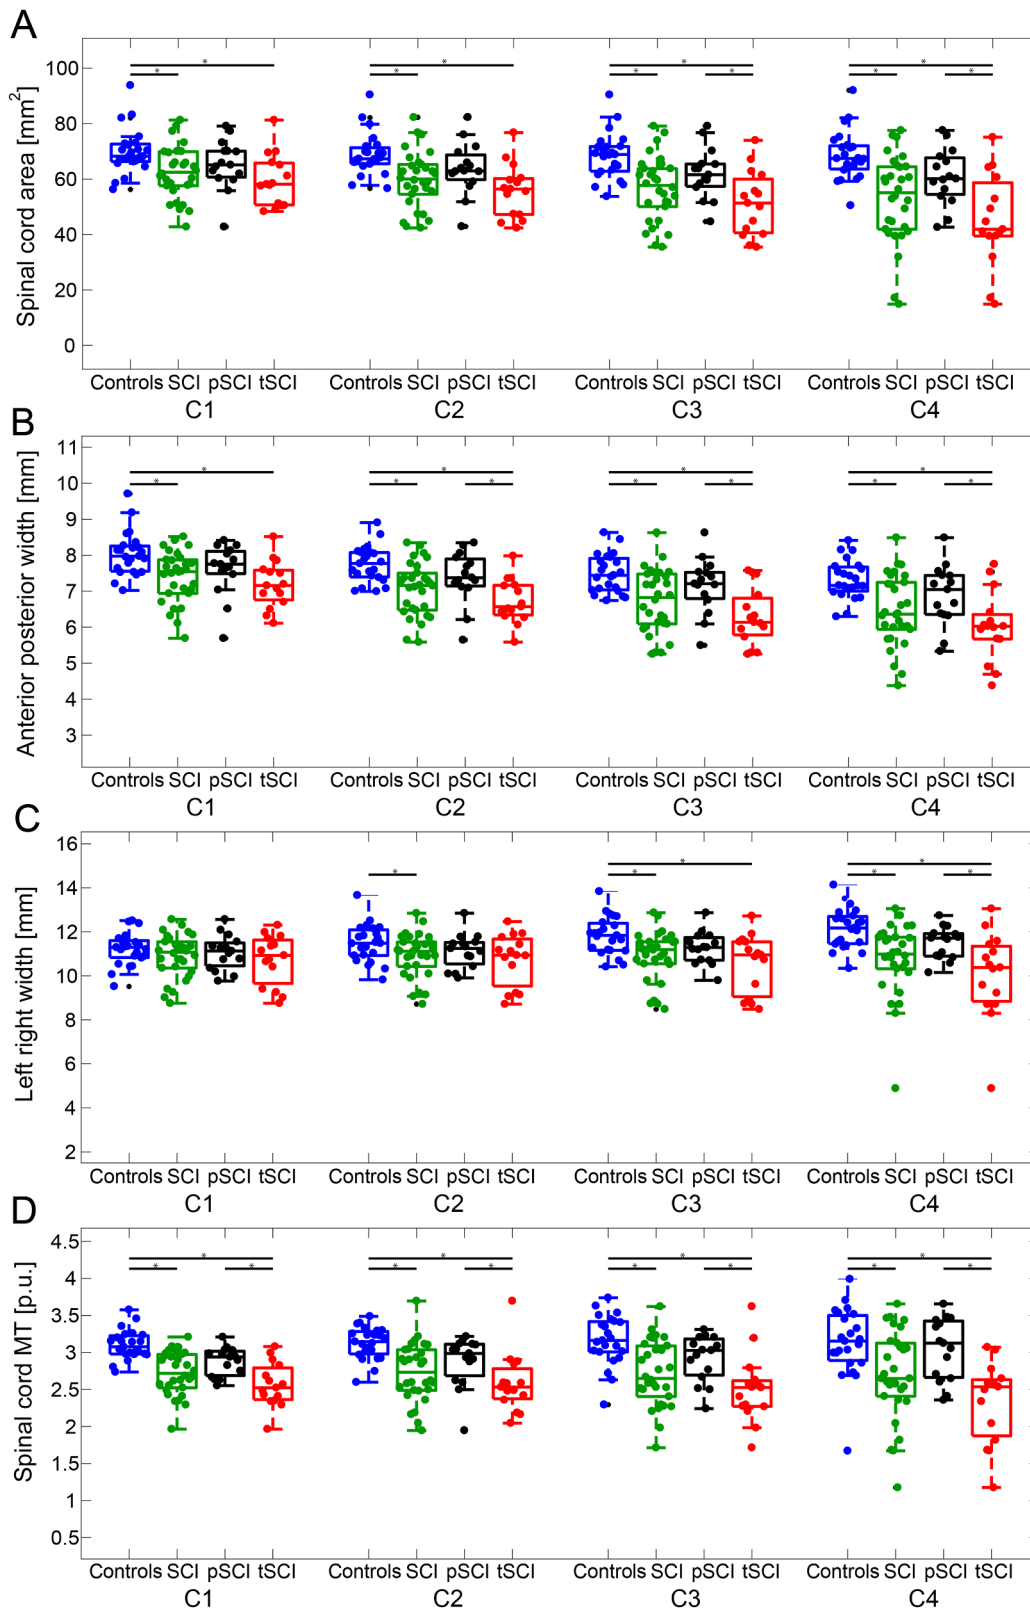 A
Spinal cord area [mm²]
100
80
60
40
20
0
* * * * * * * * * *
Controls SCI pSCI tSCI Controls SCI pSCI tSCI Controls SCI pSCI tSCI Controls SCI pSCI tSCI
C1 C2 C3 C4
B
Anterior posterior width [mm]
11
10
9
8
7
6
5
4
3
* * * * * * * * * * *
Controls SCI pSCI tSCI Controls SCI pSCI tSCI Controls SCI pSCI tSCI Controls SCI pSCI tSCI
C1 C2 C3 C4
C
Left right width [mm]
16
14
12
10
8
6
4
2
* * * * * *
Controls SCI pSCI tSCI Controls SCI pSCI tSCI Controls SCI pSCI tSCI Controls SCI pSCI tSCI
C1 C2 C3 C4
D
Spinal cord MT [p.u.]
4.5
4
3.5
3
2.5
2
1.5
1
0.5
* * * * * * * * * * * *
Controls SCI pSCI tSCI Controls SCI pSCI tSCI Controls SCI pSCI tSCI Controls SCI pSCI tSCI
C1 C2 C3 C4